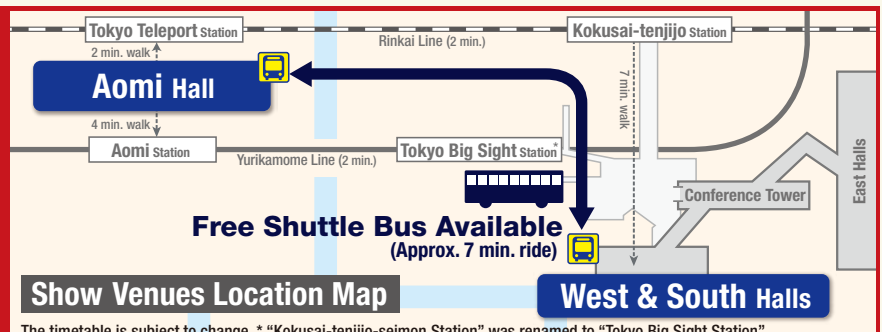 Tokyo Teleport Station
Kokusai-tenjijo Station
Rinkai Line (2 min.)
2 min. walk
Aomi Hall
7 min. walk
4 min. walk
Aomi Station
Yurikamome Line (2 min.)
Tokyo Big Sight Station*
East Halls
Conference Tower
Free Shuttle Bus Available
(Approx. 7 min. ride)
Show Venues Location Map
West & South Halls
The timetable is subject to change. * “Kokusai-tenjijo-seimon Station” was renamed to “Tokyo Big Sight Station”